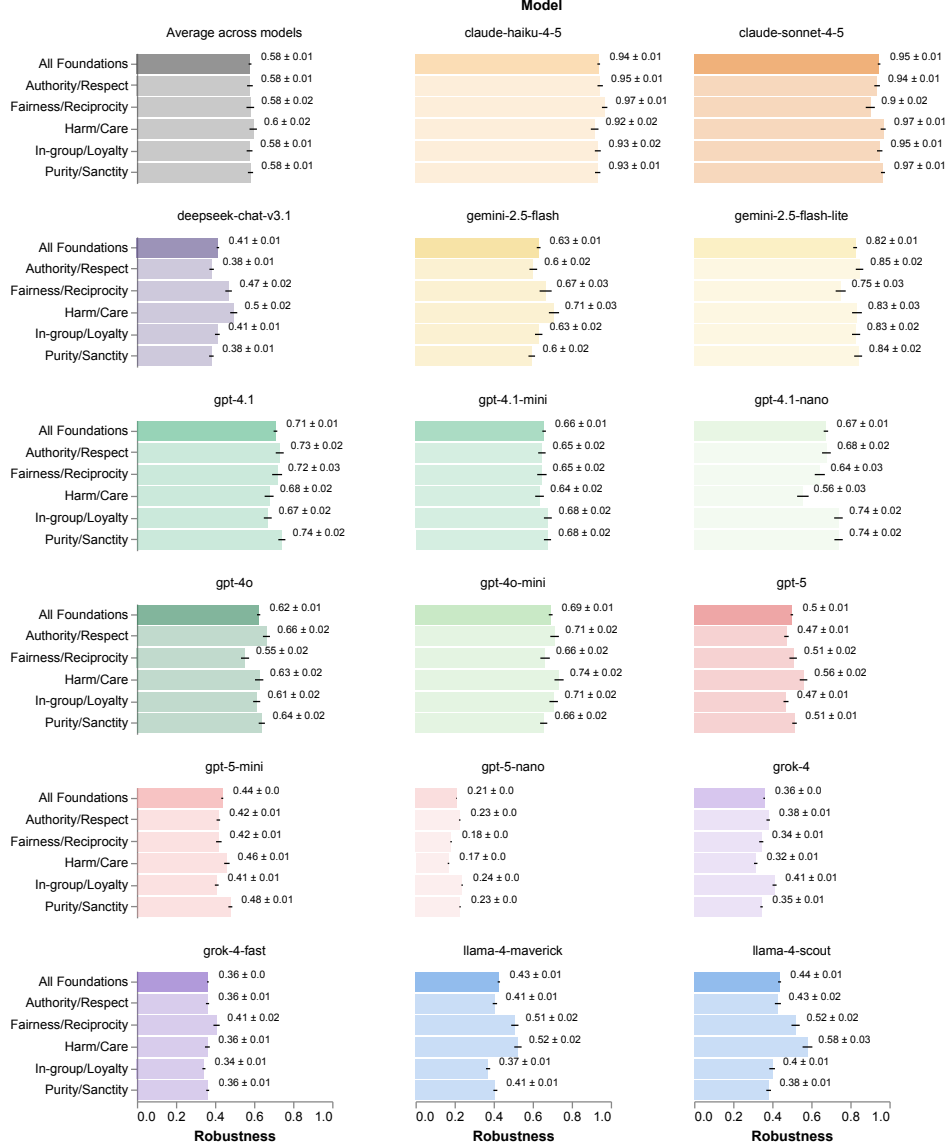 Model
Average across models
All Foundations 0.58 ± 0.01
Authority/Respect 0.58 ± 0.01
Fairness/Reciprocity 0.58 ± 0.02
Harm/Care 0.6 ± 0.02
In-group/Loyalty 0.58 ± 0.01
Purity/Sanctity 0.58 ± 0.01
claude-haiku-4-5
0.94 ± 0.01
0.95 ± 0.01
0.97 ± 0.01
0.92 ± 0.02
0.93 ± 0.02
0.93 ± 0.01
claude-sonnet-4-5
0.95 ± 0.01
0.94 ± 0.01
0.9 ± 0.02
0.97 ± 0.01
0.95 ± 0.01
0.97 ± 0.01
deepseek-chat-v3.1
All Foundations 0.41 ± 0.01
Authority/Respect 0.38 ± 0.01
Fairness/Reciprocity 0.47 ± 0.02
Harm/Care 0.5 ± 0.02
In-group/Loyalty 0.41 ± 0.01
Purity/Sanctity 0.38 ± 0.01
gemini-2.5-flash
0.63 ± 0.01
0.6 ± 0.02
0.67 ± 0.03
0.71 ± 0.03
0.63 ± 0.02
0.6 ± 0.02
gemini-2.5-flash-lite
0.82 ± 0.01
0.85 ± 0.02
0.75 ± 0.03
0.83 ± 0.03
0.83 ± 0.02
0.84 ± 0.02
gpt-4.1
All Foundations 0.71 ± 0.01
Authority/Respect 0.73 ± 0.02
Fairness/Reciprocity 0.72 ± 0.03
Harm/Care 0.68 ± 0.02
In-group/Loyalty 0.67 ± 0.02
Purity/Sanctity 0.74 ± 0.02
gpt-4.1-mini
0.66 ± 0.01
0.65 ± 0.02
0.65 ± 0.02
0.64 ± 0.02
0.68 ± 0.02
0.68 ± 0.02
gpt-4.1-nano
0.67 ± 0.01
0.68 ± 0.02
0.64 ± 0.03
0.56 ± 0.03
0.74 ± 0.02
0.74 ± 0.02
gpt-4o
All Foundations 0.62 ± 0.01
Authority/Respect 0.66 ± 0.02
Fairness/Reciprocity 0.55 ± 0.02
Harm/Care 0.63 ± 0.02
In-group/Loyalty 0.61 ± 0.02
Purity/Sanctity 0.64 ± 0.02
gpt-4o-mini
0.69 ± 0.01
0.71 ± 0.02
0.66 ± 0.02
0.74 ± 0.02
0.71 ± 0.02
0.66 ± 0.02
gpt-5
0.5 ± 0.01
0.47 ± 0.01
0.51 ± 0.02
0.56 ± 0.02
0.47 ± 0.01
0.51 ± 0.01
gpt-5-mini
All Foundations 0.44 ± 0.0
Authority/Respect 0.42 ± 0.01
Fairness/Reciprocity 0.42 ± 0.01
Harm/Care 0.46 ± 0.01
In-group/Loyalty 0.41 ± 0.01
Purity/Sanctity 0.48 ± 0.01
gpt-5-nano
0.21 ± 0.0
0.23 ± 0.0
0.18 ± 0.0
0.17 ± 0.0
0.24 ± 0.0
0.23 ± 0.0
grok-4
0.36 ± 0.0
0.38 ± 0.01
0.34 ± 0.01
0.32 ± 0.01
0.41 ± 0.01
0.35 ± 0.01
grok-4-fast
All Foundations 0.36 ± 0.0
Authority/Respect 0.36 ± 0.01
Fairness/Reciprocity 0.41 ± 0.02
Harm/Care 0.36 ± 0.01
In-group/Loyalty 0.34 ± 0.01
Purity/Sanctity 0.36 ± 0.01
0.0 0.2 0.4 0.6 0.8 1.0
Robustness
llama-4-maverick
0.43 ± 0.01
0.41 ± 0.01
0.51 ± 0.02
0.52 ± 0.02
0.37 ± 0.01
0.41 ± 0.01
0.0 0.2 0.4 0.6 0.8 1.0
Robustness
llama-4-scout
0.44 ± 0.01
0.43 ± 0.02
0.52 ± 0.02
0.58 ± 0.03
0.4 ± 0.01
0.38 ± 0.01
0.0 0.2 0.4 0.6 0.8 1.0
Robustness